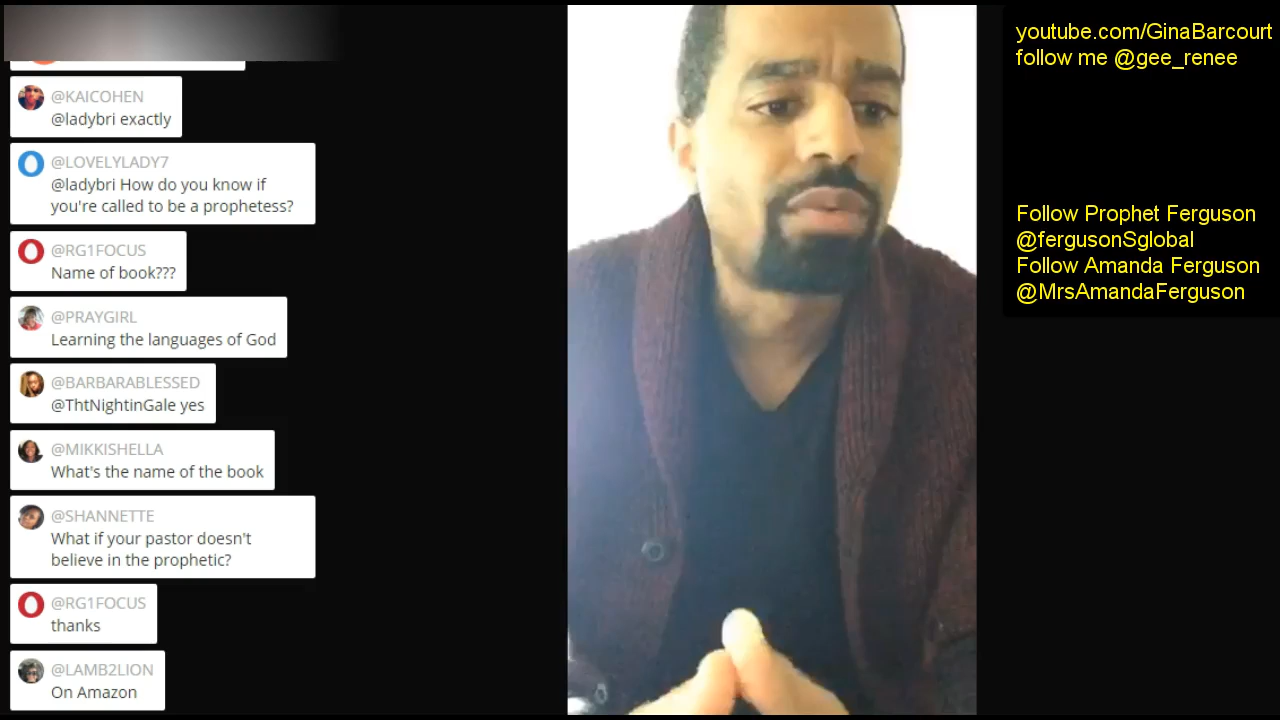 @KAICOHEN
@ladybri exactly
@LOVELYLADY7
@ladybri How do you know if
you're called to be a prophetess?
@RG1FOCUS
Name of book???
@PRAYGIRL
Learning the languages of God
@BARBARABLESSED
@ThtNightinGale yes
@MIKKISHELLA
What's the name of the book
@SHANNETTE
What if your pastor doesn't
believe in the prophetic?
@RG1FOCUS
thanks
@LAMB2LION
On Amazon
youtube.com/GinaBarcourt
follow me @gee_renee
Follow Prophet Ferguson
@fergusonSglobal
Follow Amanda Ferguson
@MrsAmandaFerguson